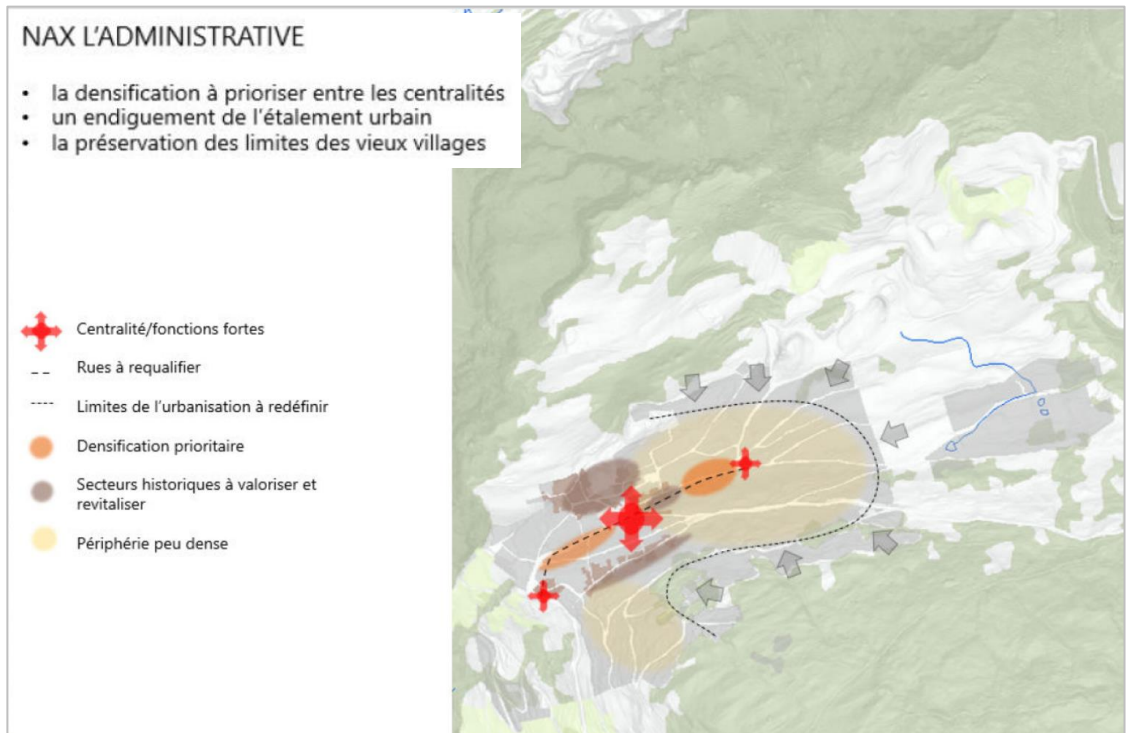 NAX L'ADMINISTRATIVE
• la densification à prioriser entre les centralités
• un endiguement de l'étalement urbain
• la préservation des limites des vieux villages
Centralité/fonctions fortes
Rues à requalifier
Limites de l'urbanisation à redéfinir
Densification prioritaire
Secteurs historiques à valoriser et
revitaliser
Périphérie peu dense